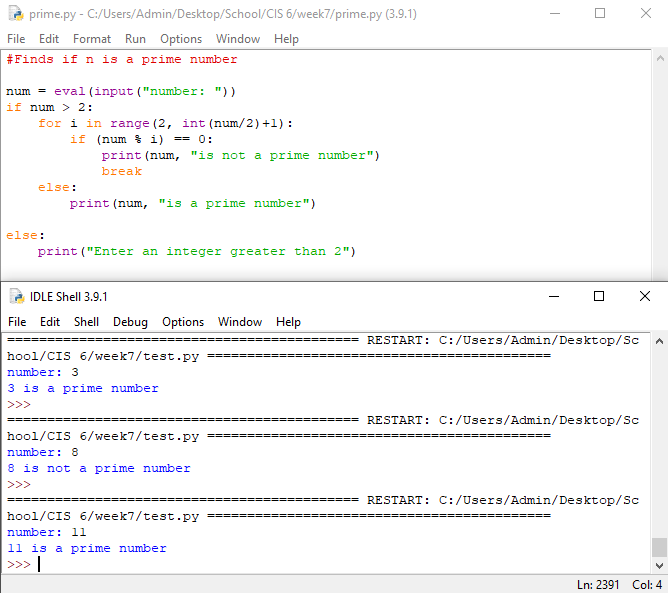 prime.py - C:/Users/Admin/Desktop/School/CIS 6/week7/prime.py (3.9.1)
File Edit Format Run Options Window Help
#Finds if n is a prime number
num = eval(input("number: "))
if num > 2:
    for i in range(2, int(num/2)+1):
        if (num % i) == 0:
            print(num, "is not a prime number")
            break
    else:
        print(num, "is a prime number")
else:
    print("Enter an integer greater than 2")
IDLE Shell 3.9.1
File Edit Shell Debug Options Window Help
============================================ RESTART: C:/Users/Admin/Desktop/Sc
hool/CIS 6/week7/test.py ===========================================
number: 3
3 is a prime number
>>>
============================================ RESTART: C:/Users/Admin/Desktop/Sc
hool/CIS 6/week7/test.py ===========================================
number: 8
8 is not a prime number
>>>
============================================ RESTART: C:/Users/Admin/Desktop/Sc
hool/CIS 6/week7/test.py ===========================================
number: 11
11 is a prime number
>>>
Ln: 2391 Col: 4